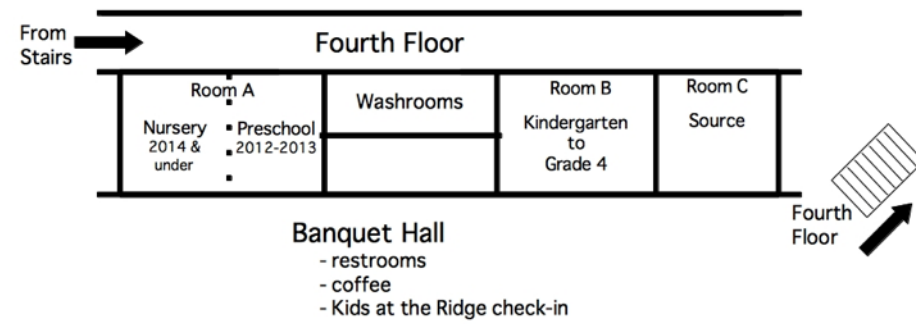 From
Stairs
Fourth Floor
Room A
Nursery
2014 &
under
Preschool
2012-2013
Washrooms
Room B
Kindergarten
to
Grade 4
Room C
Source
Fourth
Floor
Banquet Hall
- restrooms
- coffee
- Kids at the Ridge check-in